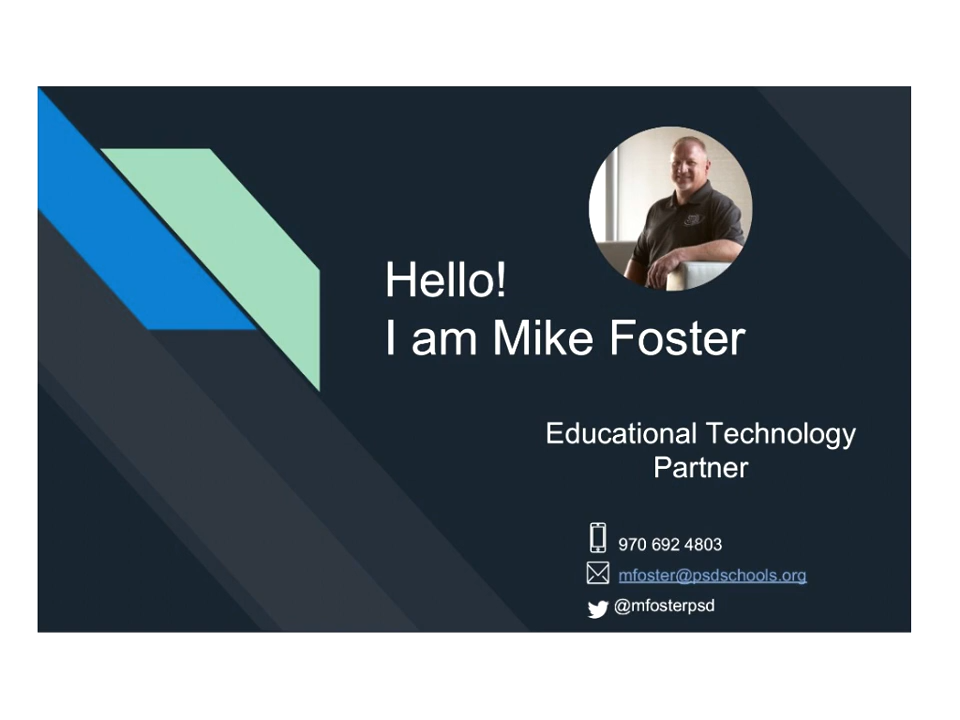 Hello!
I am Mike Foster
Educational Technology
Partner
970 692 4803
mfoster@psdschools.org
@mfosterpsd